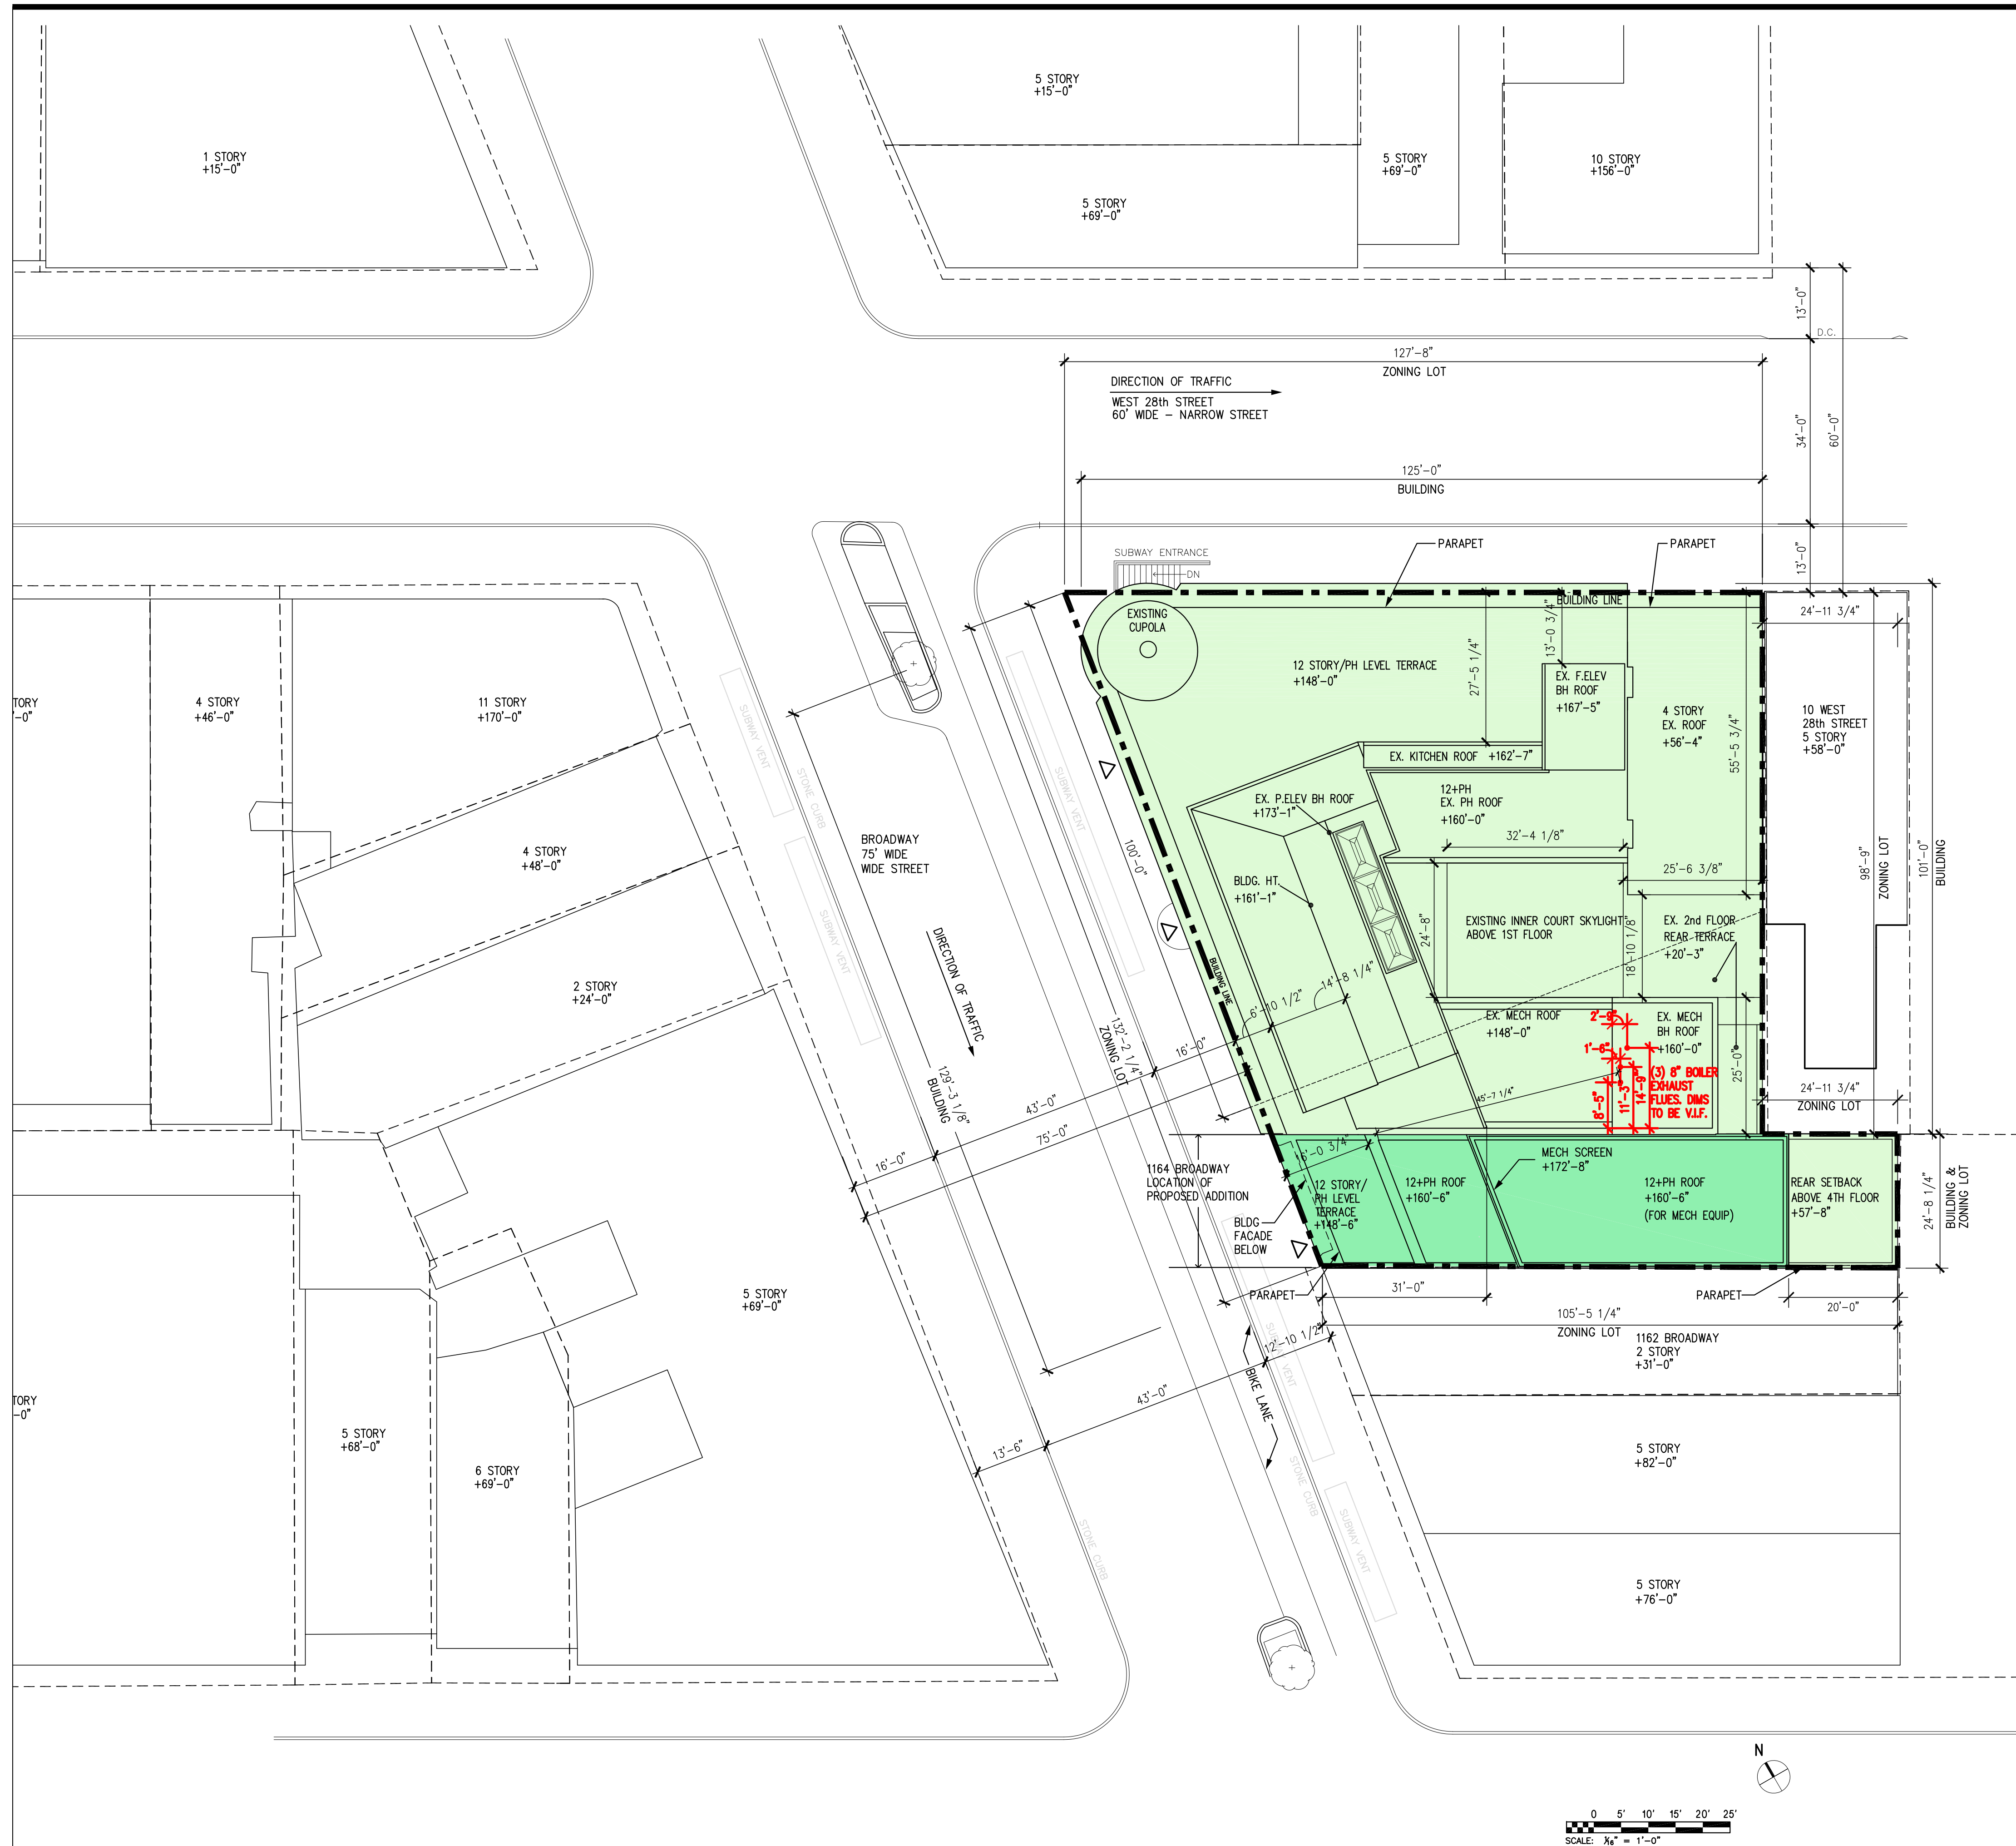 5 STORY
+15'-0"
1 STORY
+15'-0"
5 STORY
+69'-0"
10 STORY
+156'-0"
5 STORY
+69'-0"
13'-0"
D.C.
127'-8"
ZONING LOT
DIRECTION OF TRAFFIC
WEST 28th STREET
60' WIDE – NARROW STREET
34'-0"
60'-0"
125'-0"
BUILDING
PARAPET
PARAPET
SUBWAY ENTRANCE
DN
13'-0"
BUILDING LINE
EXISTING
CUPOLA
24'-11 3/4"
13'-0 3/4"
27'-5 1/4"
12 STORY/PH LEVEL TERRACE
+148'-0"
EX. F.ELEV
BH ROOF
+167'-5"
4 STORY
EX. ROOF
+56'-4"
55'-5 3/4"
10 WEST
28th STREET
5 STORY
+58'-0"
TORY
'-0"
4 STORY
+46'-0"
11 STORY
+170'-0"
SUBWAY VENT
STONE CURB
SUBWAY VENT
EX. KITCHEN ROOF +162'-7"
EX. P.ELEV BH ROOF
+173'-1"
12+PH
EX. PH ROOF
+160'-0"
32'-4 1/8"
4 STORY
+48'-0"
BROADWAY
75' WIDE
WIDE STREET
100'-0"
BLDG. HT.
+161'-1"
25'-6 3/8"
98'-9"
ZONING LOT
101'-0"
BUILDING
SUBWAY VENT
DIRECTION OF TRAFFIC
24'-8"
EXISTING INNER COURT SKYLIGHT
ABOVE 1ST FLOOR
18'-10 1/8"
EX. 2nd FLOOR
REAR TERRACE
+20'-3"
BUILDING LINE
2 STORY
+24'-0"
6'-10 1/2"
14'-8 1/4"
16'-0"
EX. MECH ROOF
+148'-0"
2'-9"
EX. MECH
BH ROOF
+160'-0"
1'-6"
(3) 8" BOILER
EXHAUST
FLUES. DIMS
TO BE V.I.F.
8'-5"
11'-3"
14'-9"
25'-0"
45'-7 1/4"
132'-2 1/4"
ZONING LOT
129'-3 1/8"
BUILDING
43'-0"
75'-0"
16'-0"
24'-11 3/4"
ZONING LOT
1164 BROADWAY
LOCATION OF
PROPOSED ADDITION
MECH SCREEN
+172'-8"
12 STORY/
PH LEVEL
TERRACE
+148'-6"
12+PH ROOF
+160'-6"
12+PH ROOF
+160'-6"
(FOR MECH EQUIP)
REAR SETBACK
ABOVE 4TH FLOOR
+57'-8"
24'-8 1/4"
BUILDING &
ZONING LOT
BLDG
FACADE
BELOW
PARAPET
31'-0"
PARAPET
20'-0"
105'-5 1/4"
ZONING LOT
1162 BROADWAY
2 STORY
+31'-0"
5 STORY
+69'-0"
12'-10 1/2"
VENT
BIKE LANE
43'-0"
13'-6"
TORY
-0"
5 STORY
+68'-0"
6 STORY
+69'-0"
5 STORY
+82'-0"
STONE CURB
SUBWAY VENT
STONE CURB
5 STORY
+76'-0"
N
0 5' 10' 15' 20' 25'
SCALE: 1/16" = 1'-0"